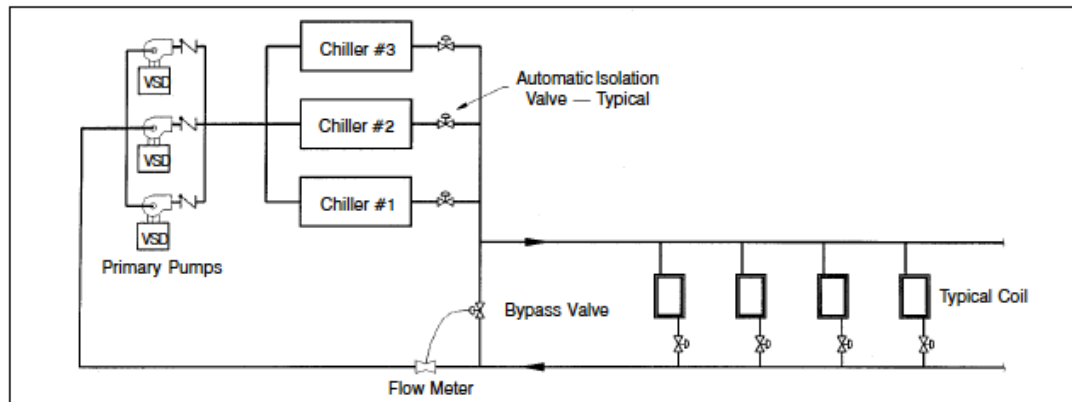 Chiller #3
VSD
Automatic Isolation
Valve — Typical
Chiller #2
VSD
Chiller #1
VSD
Primary Pumps
Typical Coil
Bypass Valve
Flow Meter